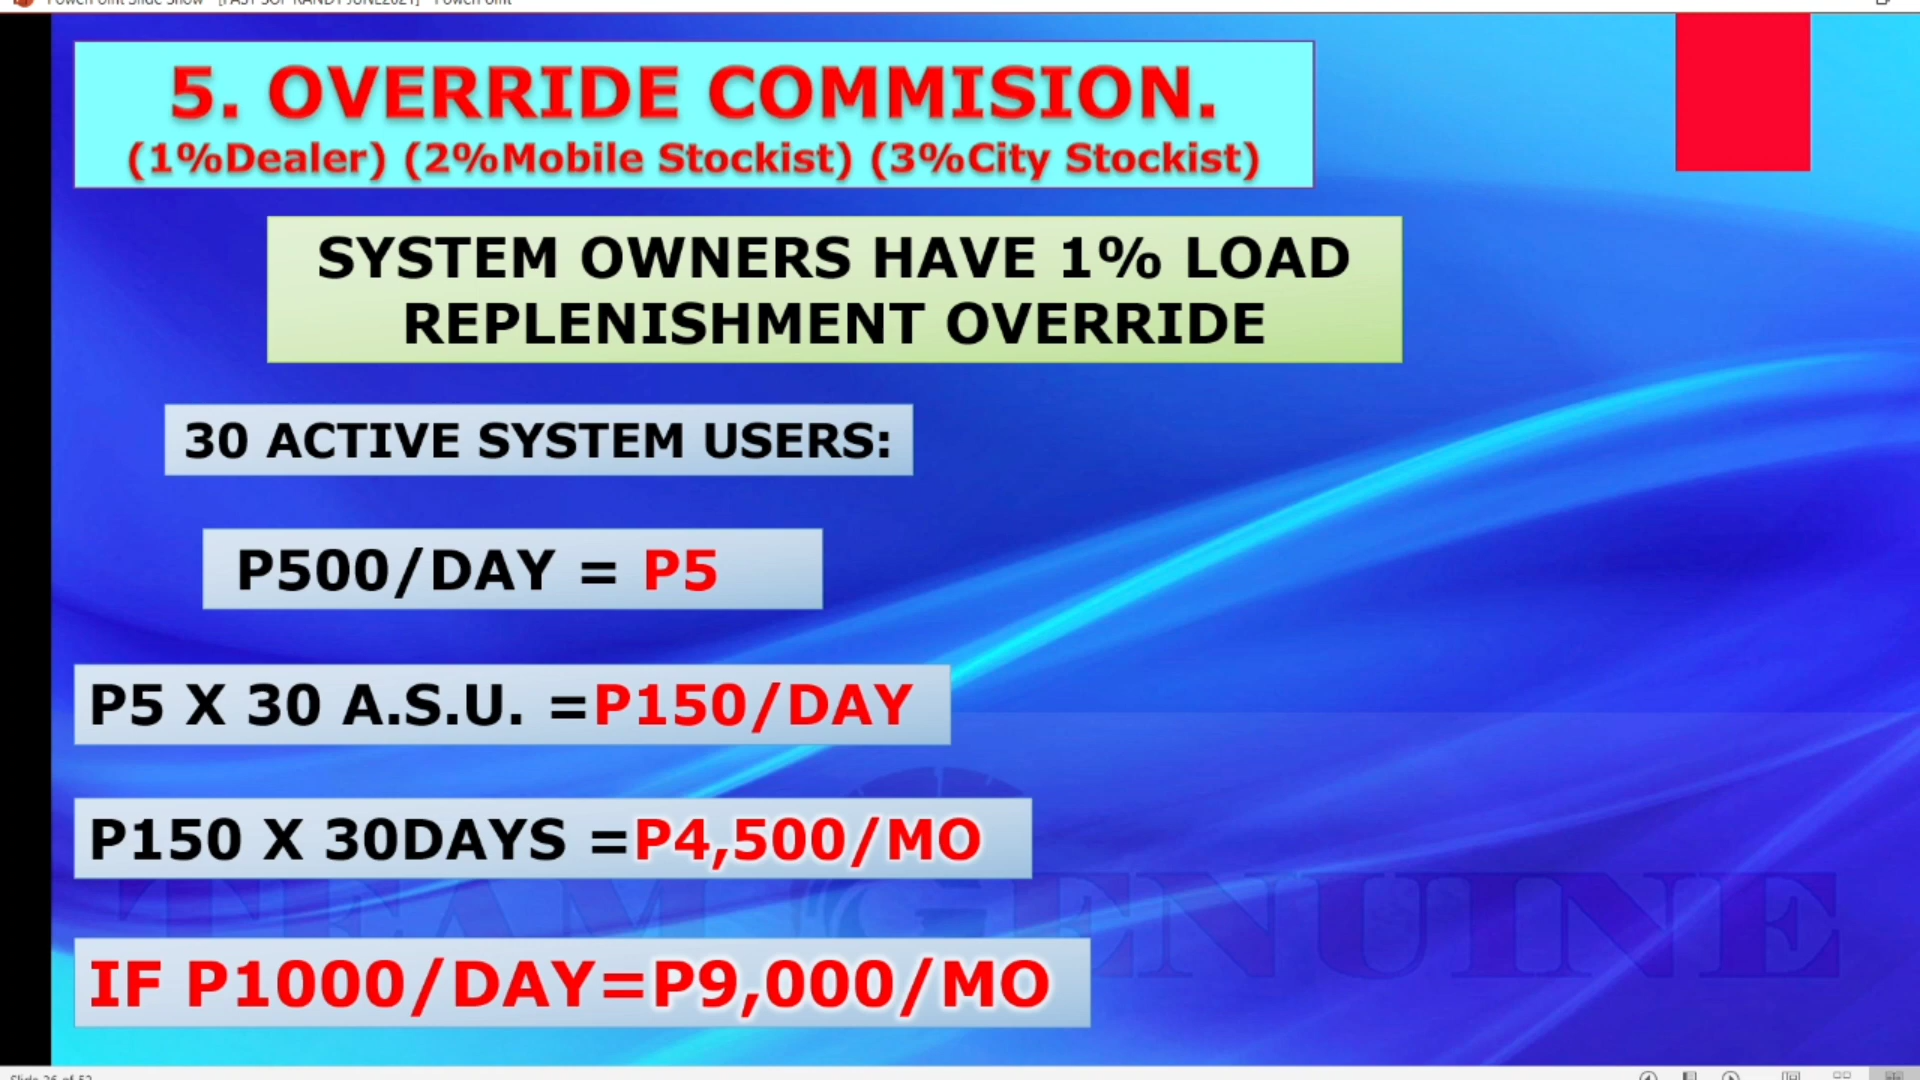 5. OVERRIDE COMMISION.
(1%Dealer) (2%Mobile Stockist) (3%City Stockist)
SYSTEM OWNERS HAVE 1% LOAD
REPLENISHMENT OVERRIDE
30 ACTIVE SYSTEM USERS:
P500/DAY = P5
P5 X 30 A.S.U. =P150/DAY
P150 X 30DAYS =P4,500/MO
TEAM GENUINE
IF P1000/DAY=P9,000/MO